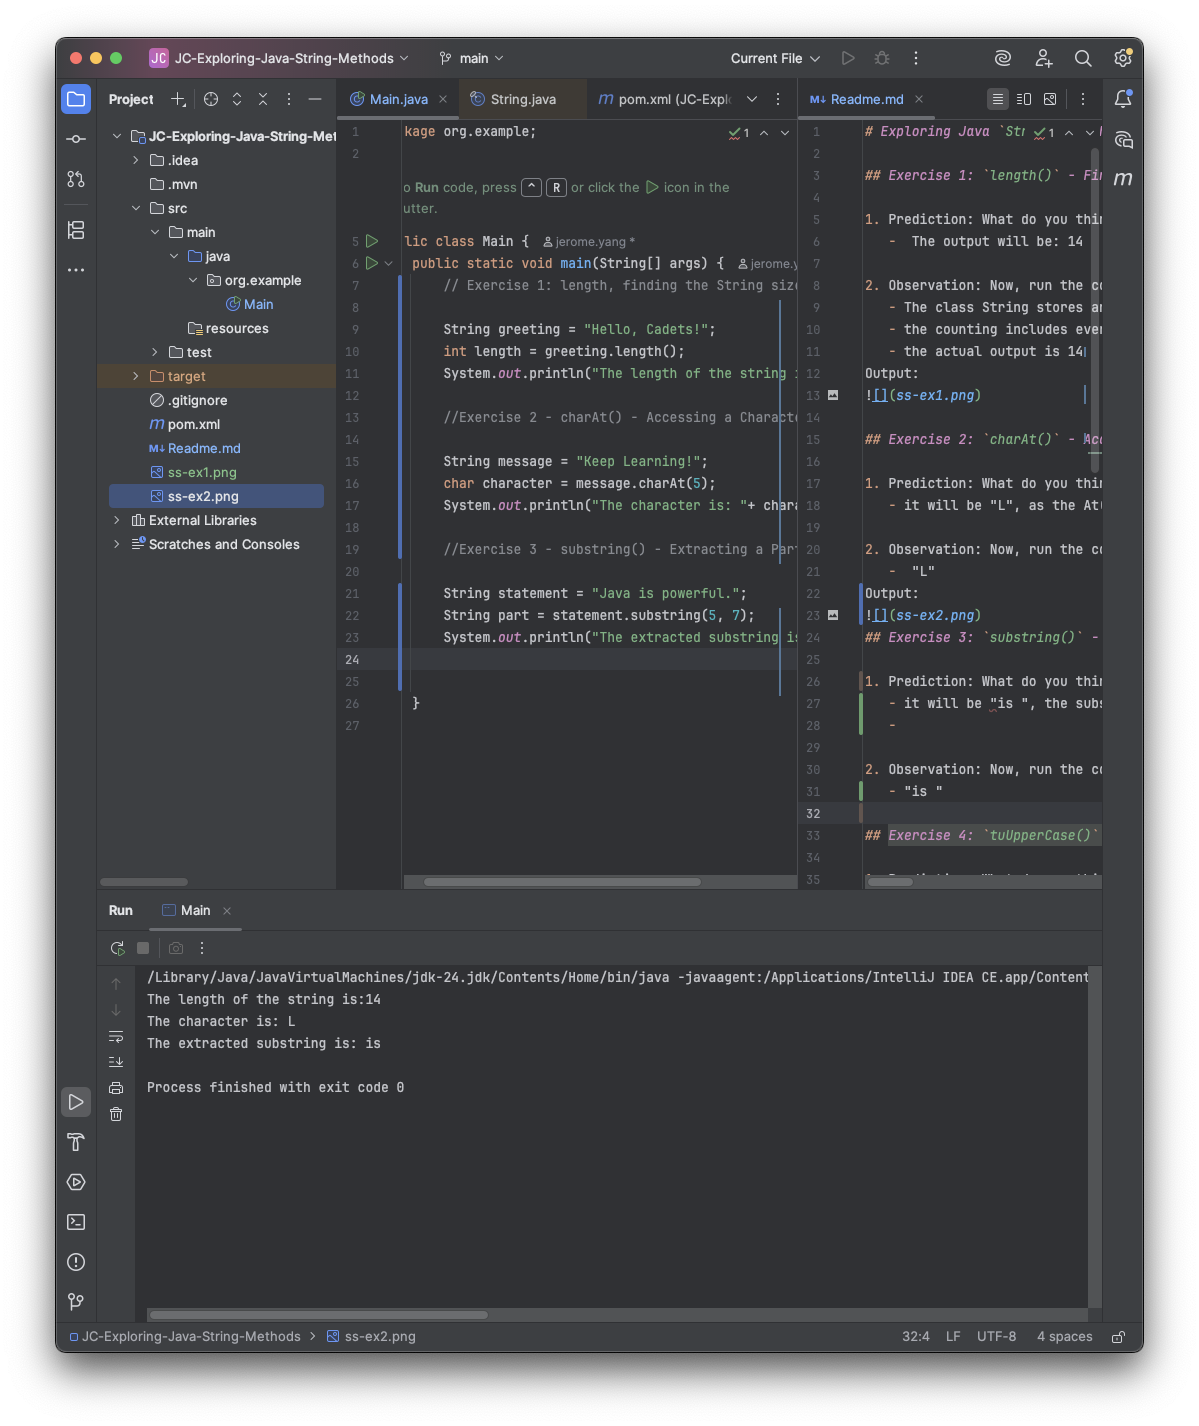 JC JC-Exploring-Java-String-Methods main Current File
Project
Main.java String.java pom.xml (JC-Expl Readme.md
JC-Exploring-Java-String-Met
.idea
.mvn
src
main
java
org.example
Main
resources
test
target
.gitignore
pom.xml
Readme.md
ss-ex1.png
ss-ex2.png
External Libraries
Scratches and Consoles
1 kage org.example;
2
o Run code, press ^ R or click the icon in the
utter.
5 lic class Main { jerome.yang *
6 public static void main(String[] args) { jerome.y
7 // Exercise 1: length, finding the String size
8
9 String greeting = "Hello, Cadets!";
10 int length = greeting.length();
11 System.out.println("The length of the string i
12
13 //Exercise 2 - charAt() - Accessing a Characte
14
15 String message = "Keep Learning!";
16 char character = message.charAt(5);
17 System.out.println("The character is: "+ chara
18
19 //Exercise 3 - substring() - Extracting a Part
20
21 String statement = "Java is powerful.";
22 String part = statement.substring(5, 7);
23 System.out.println("The extracted substring is
24
25
26 }
27
1
1 # Exploring Java `Str 1
2
3 ## Exercise 1: `length()` - Fin
4
5 1. Prediction: What do you thin
6 - The output will be: 14
7
8 2. Observation: Now, run the co
9 - The class String stores an
10 - the counting includes ever
11 - the actual output is 14
12 Output:
13 ![](ss-ex1.png)
14
15 ## Exercise 2: `charAt()` - Acc
16
17 1. Prediction: What do you thin
18 - it will be "L", as the At(
19
20 2. Observation: Now, run the co
21 - "L"
22 Output:
23 ![](ss-ex2.png)
24 ## Exercise 3: `substring()` -
25
26 1. Prediction: What do you thin
27 - it will be "is ", the subs
28 -
29
30 2. Observation: Now, run the co
31 - "is "
32
33 ## Exercise 4: `tuUpperCase()`
34
35
Run Main
/Library/Java/JavaVirtualMachines/jdk-24.jdk/Contents/Home/bin/java -javaagent:/Applications/IntelliJ IDEA CE.app/Content
The length of the string is:14
The character is: L
The extracted substring is: is
Process finished with exit code 0
JC-Exploring-Java-String-Methods > ss-ex2.png 32:4 LF UTF-8 4 spaces